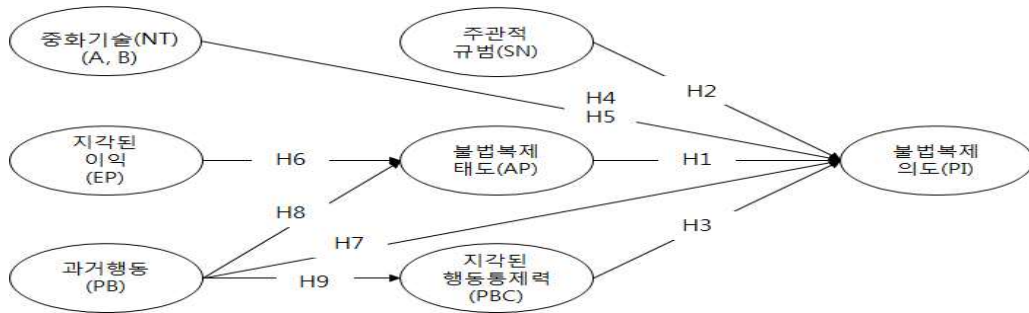 중화기술(NT)
(A, B)
주관적
규범(SN)
H4
H5
H2
지각된
이익
(EP)
H6
불법복제
태도(AP)
H1
불법복제
의도(PI)
H8
H7
H3
과거행동
(PB)
H9
지각된
행동통제력
(PBC)